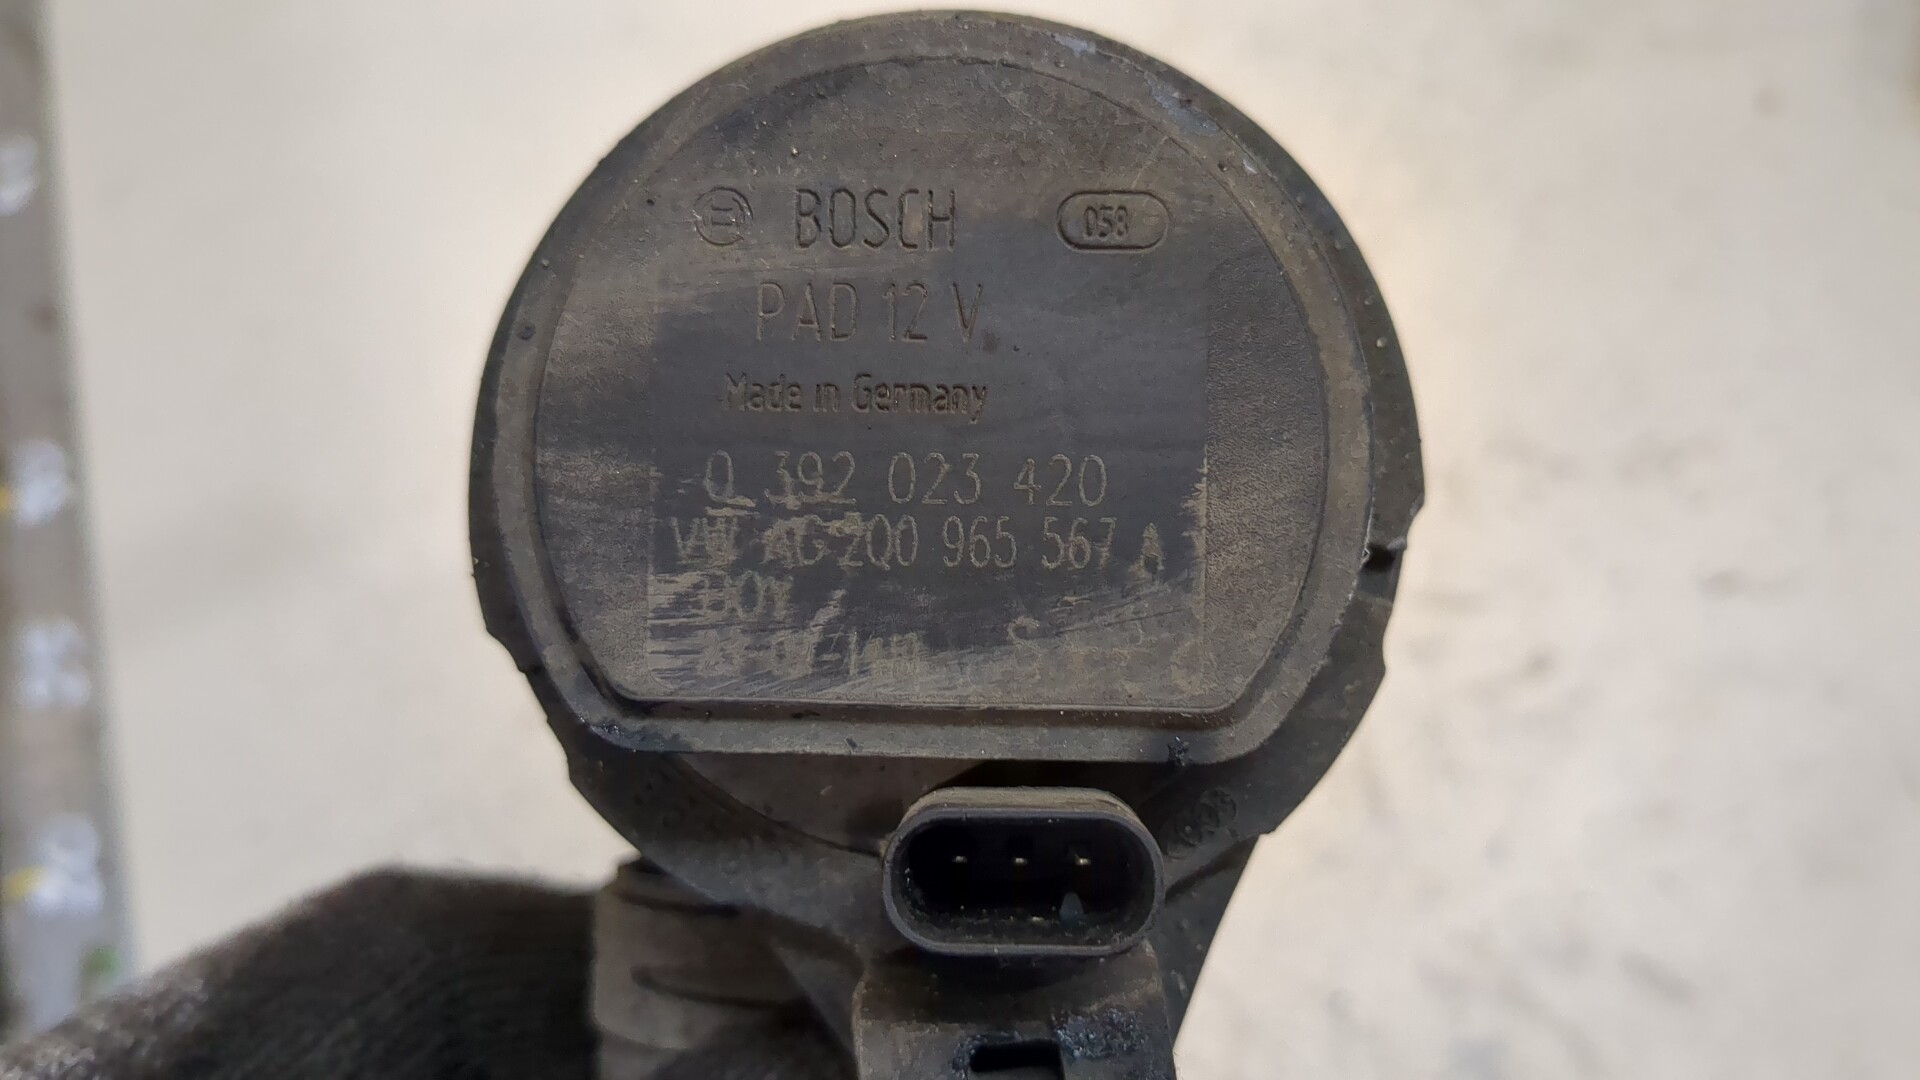 BOSCH 058
PAD 12 V
Made in Germany
0 392 023 420
VW AG 2Q0 965 567 A